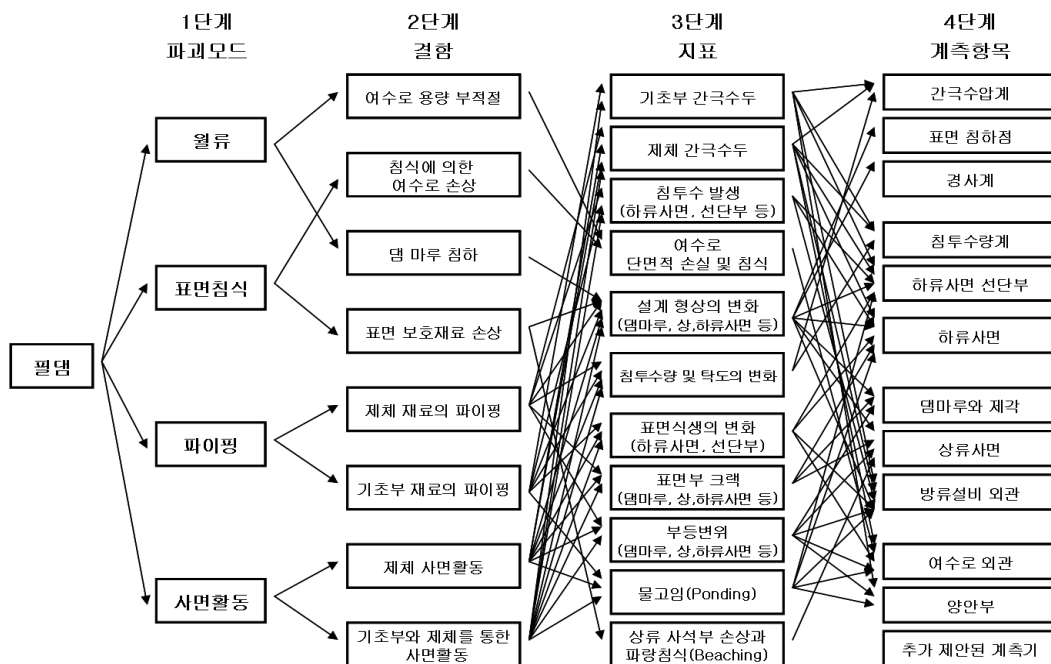 1단계
파괴모드
2단계
결함
3단계
지표
4단계
계측항목
필댐
월류
표면침식
파이핑
사면활동
여수로 용량 부적절
침식에 의한
여수로 손상
댐 마루 침하
표면 보호재료 손상
제체 재료의 파이핑
기초부 재료의 파이핑
제체 사면활동
기초부와 제체를 통한
사면활동
기초부 간극수두
제체 간극수두
침투수 발생
(하류사면, 선단부 등)
여수로
단면적 손실 및 침식
설계 형상의 변화
(댐마루, 상,하류사면 등)
침투수량 및 탁도의 변화
표면식생의 변화
(하류사면, 선단부)
표면부 크랙
(댐마루, 상,하류사면 등)
부등변위
(댐마루, 상,하류사면 등)
물고임(Ponding)
상류 사석부 손상과
파랑침식(Beaching)
간극수압계
표면 침하점
경사계
침투수량계
하류사면 선단부
하류사면
댐마루와 제각
상류사면
방류설비 외관
여수로 외관
양안부
추가 제안된 계측기